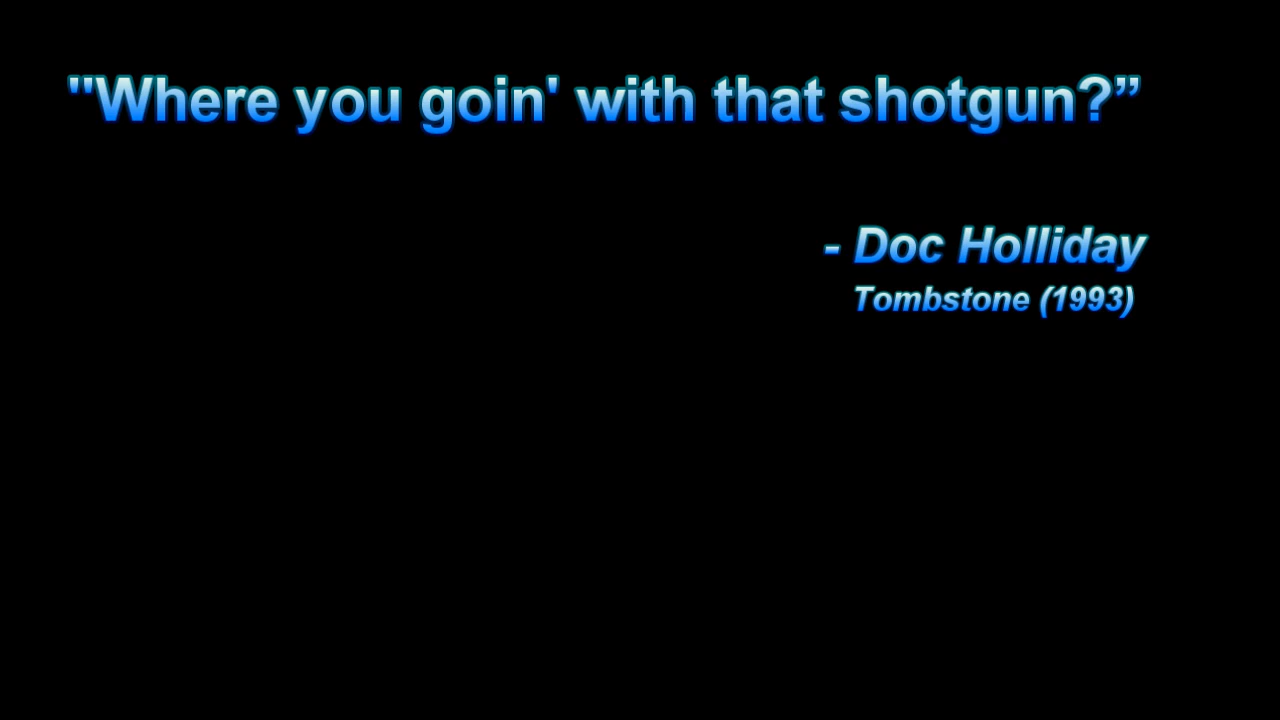 "Where you goin' with that shotgun?”
- Doc Holliday
Tombstone (1993)